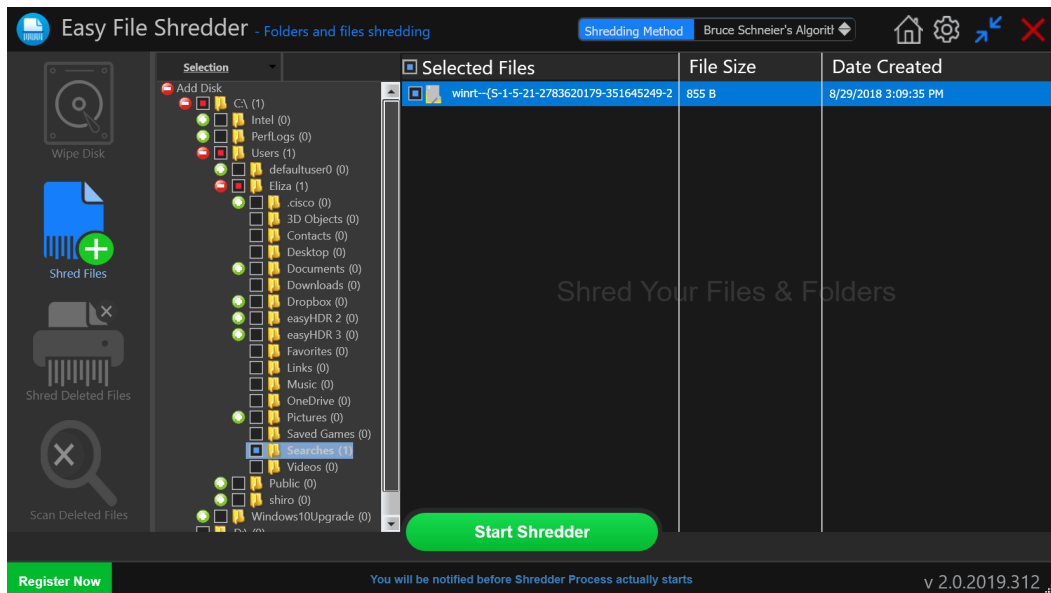 Easy File Shredder - Folders and files shredding
Shredding Method Bruce Schneier's Algorith
Wipe Disk
Shred Files
Shred Deleted Files
Scan Deleted Files
Selection
Add Disk
C:\ (1)
Intel (0)
PerfLogs (0)
Users (1)
defaultuser0 (0)
Eliza (1)
.cisco (0)
3D Objects (0)
Contacts (0)
Desktop (0)
Documents (0)
Downloads (0)
Dropbox (0)
easyHDR 2 (0)
easyHDR 3 (0)
Favorites (0)
Links (0)
Music (0)
OneDrive (0)
Pictures (0)
Saved Games (0)
Searches (1)
Videos (0)
Public (0)
shiro (0)
Windows10Upgrade (0)
D:\ (0)
Selected Files File Size Date Created
winrt--{S-1-5-21-2783620179-351645249-2 855 B 8/29/2018 3:09:35 PM
Shred Your Files & Folders
Start Shredder
Register Now
You will be notified before Shredder Process actually starts
v 2.0.2019.312